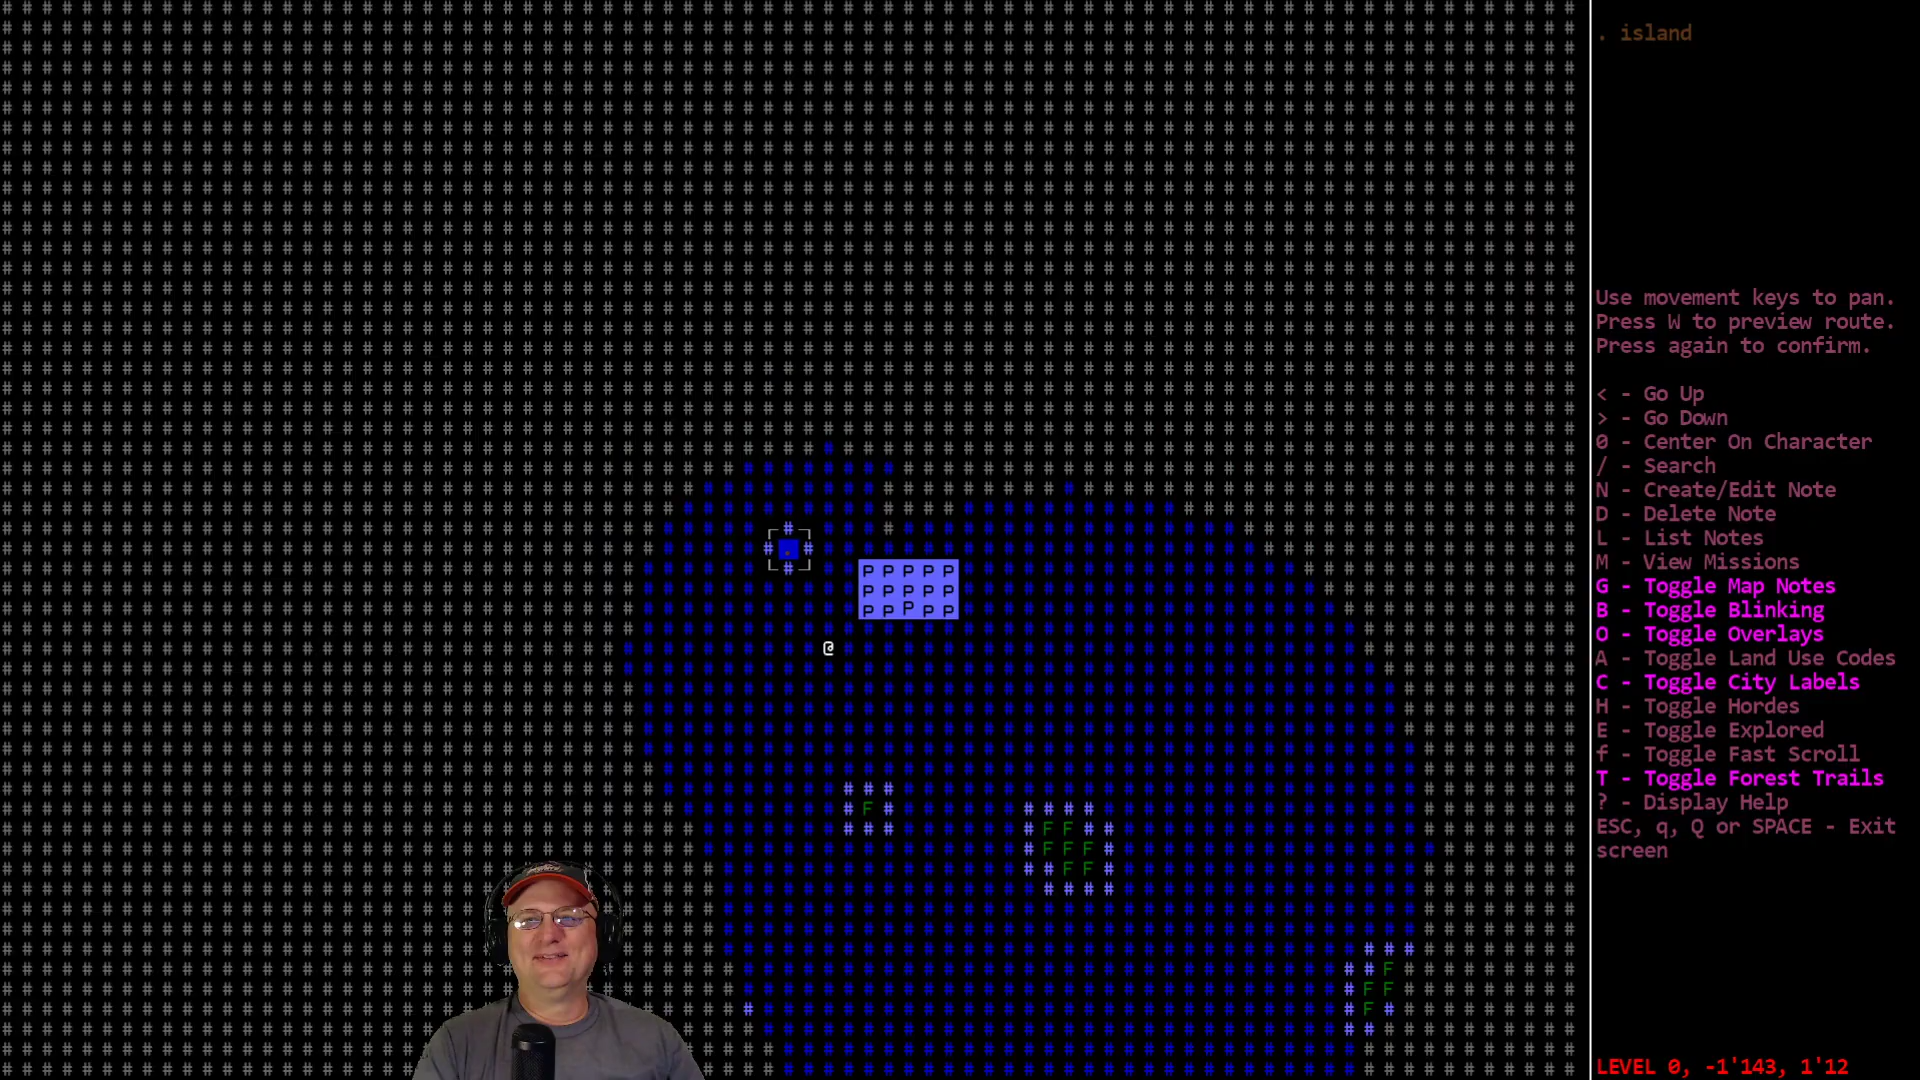 . island
Use movement keys to pan.
Press W to preview route.
Press again to confirm.
< - Go Up
> - Go Down
0 - Center On Character
/ - Search
N - Create/Edit Note
D - Delete Note
L - List Notes
M - View Missions
G - Toggle Map Notes
B - Toggle Blinking
O - Toggle Overlays
A - Toggle Land Use Codes
C - Toggle City Labels
H - Toggle Hordes
E - Toggle Explored
f - Toggle Fast Scroll
T - Toggle Forest Trails
? - Display Help
ESC, q, Q or SPACE - Exit
screen
P P P P P
P P P P P
P P P P P
@
F
F F
F F F
F F
F
F F
F
LEVEL 0, -1'143, 1'12